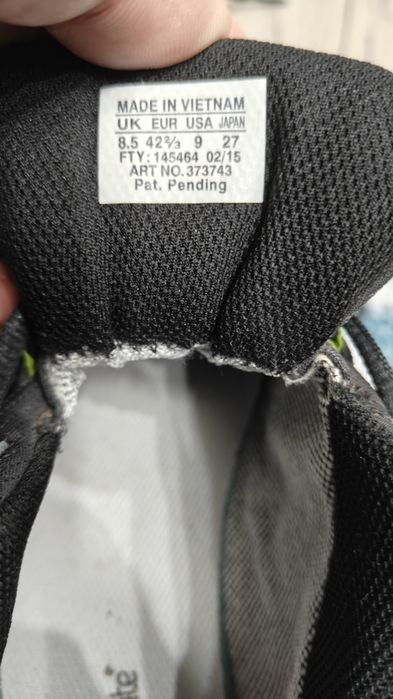 MADE IN VIETNAM
UK EUR USA JAPAN
8.5 42⅔ 9 27
FTY: 145464 02/15
ART NO. 373743
Pat. Pending